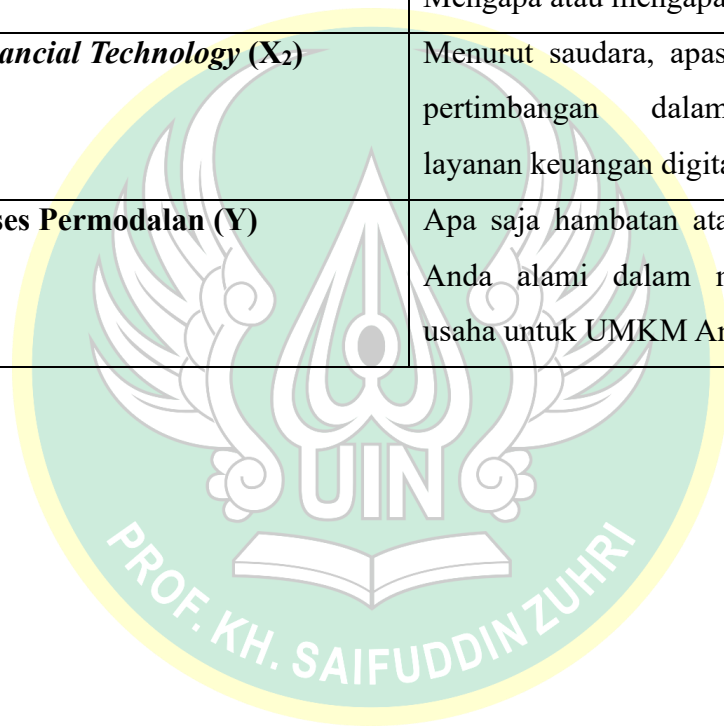 Mengapa atau mengapa
ancial Technology (X₂)
Menurut saudara, apas
pertimbangan dalam
layanan keuangan digita
ses Permodalan (Y)
Apa saja hambatan ata
Anda alami dalam
usaha untuk UMKM An
UIN
PROF. KH. SAIFUDDIN ZUHRI